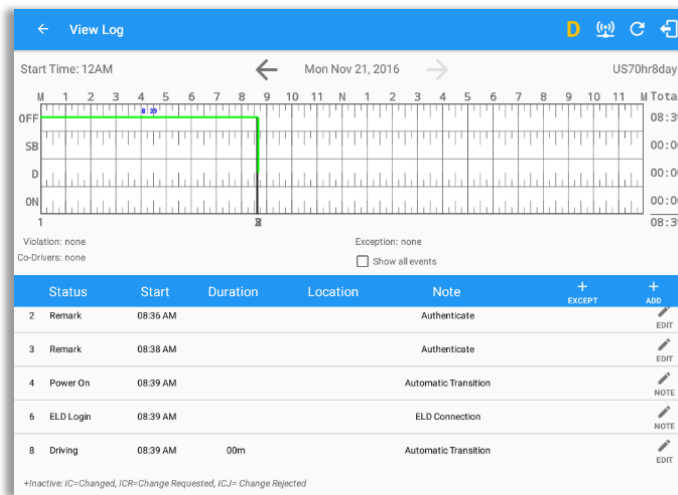 View Log D
Start Time: 12AM Mon Nov 21, 2016 US70hr8day
M 1 2 3 4 5 6 7 8 9 10 11 N 1 2 3 4 5 6 7 8 9 10 11 M Tota
8:39
OFF 08:39
SB 00:00
D 00:00
ON 00:00
1 08:39
Violation: none Exception: none
Co-Drivers: none Show all events
Status Start Duration Location Note + EXCEPT + ADD
2 Remark 08:36 AM Authenticate EDIT
3 Remark 08:38 AM Authenticate EDIT
4 Power On 08:39 AM Automatic Transition NOTE
6 ELD Login 08:39 AM ELD Connection NOTE
8 Driving 08:39 AM 00m Automatic Transition EDIT
+Inactive: IC=Changed, ICR=Change Requested, ICJ= Change Rejected